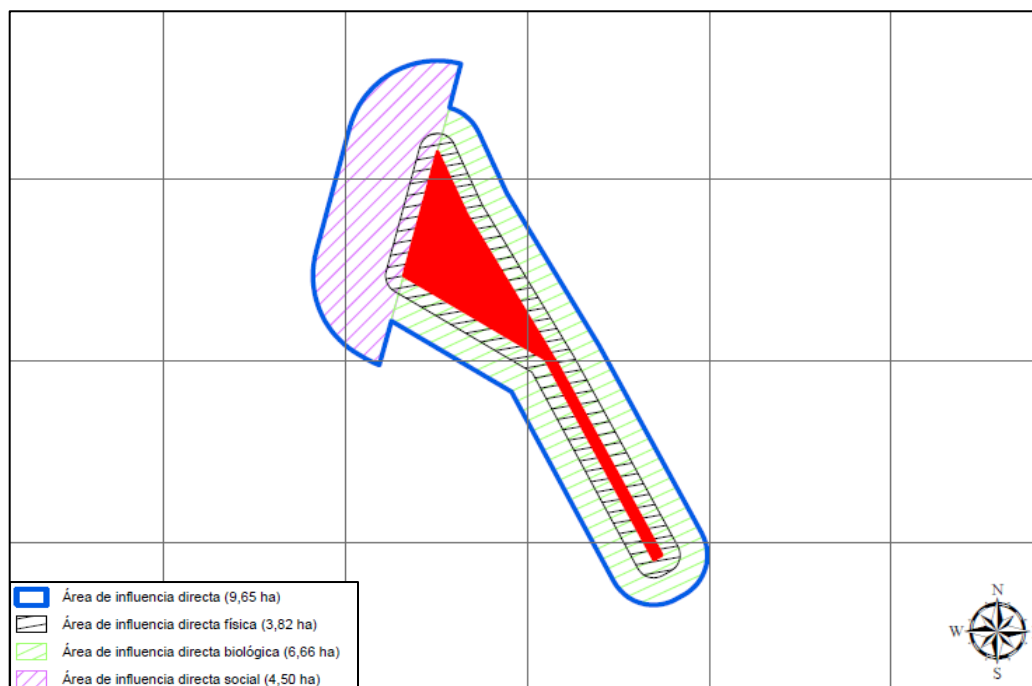 Área de influencia directa (9,65 ha)
Área de influencia directa física (3,82 ha)
Área de influencia directa biológica (6,66 ha)
Área de influencia directa social (4,50 ha)
N
W E
S